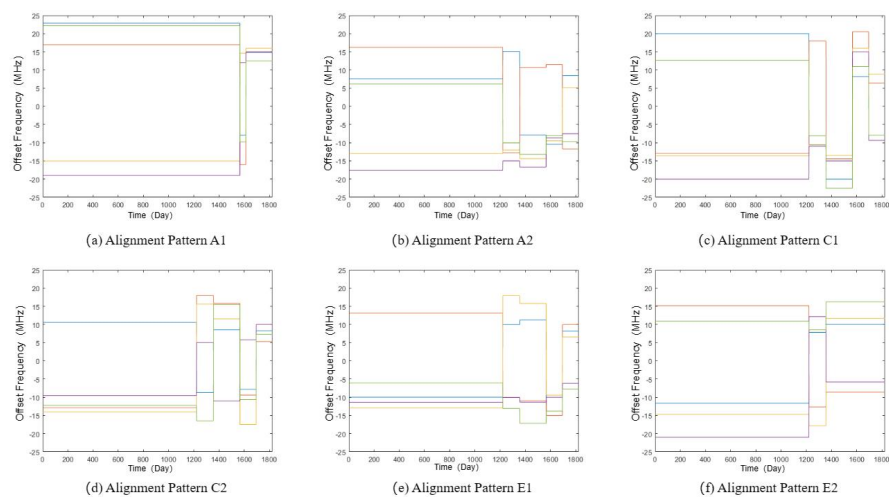 25
20
15
10
5
0
-5
-10
-15
-20
-25
Offset Frequency (MHz)
0 200 400 600 800 1000 1200 1400 1600 1800
Time (Day)
(a) Alignment Pattern A1
25
20
15
10
5
0
-5
-10
-15
-20
-25
Offset Frequency (MHz)
0 200 400 600 800 1000 1200 1400 1600 1800
Time (Day)
(b) Alignment Pattern A2
25
20
15
10
5
0
-5
-10
-15
-20
-25
Offset Frequency (MHz)
0 200 400 600 800 1000 1200 1400 1600 1800
Time (Day)
(c) Alignment Pattern C1
25
20
15
10
5
0
-5
-10
-15
-20
-25
Offset Frequency (MHz)
0 200 400 600 800 1000 1200 1400 1600 1800
Time (Day)
(d) Alignment Pattern C2
25
20
15
10
5
0
-5
-10
-15
-20
-25
Offset Frequency (MHz)
0 200 400 600 800 1000 1200 1400 1600 1800
Time (Day)
(e) Alignment Pattern E1
25
20
15
10
5
0
-5
-10
-15
-20
-25
Offset Frequency (MHz)
0 200 400 600 800 1000 1200 1400 1600 1800
Time (Day)
(f) Alignment Pattern E2